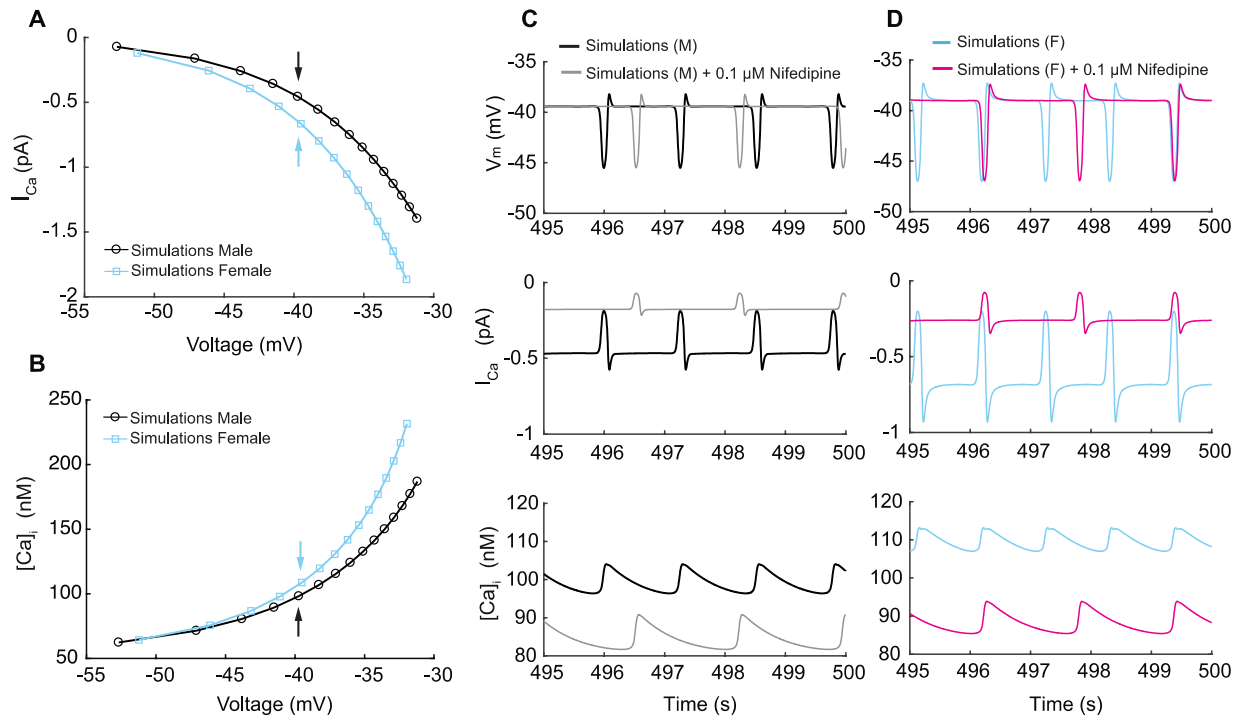 A
0
-0.5
-1
-1.5
-2
I_Ca (pA)
Simulations Male
Simulations Female
-55 -50 -45 -40 -35 -30
Voltage (mV)
B
250
200
150
100
50
[Ca]_i (nM)
Simulations Male
Simulations Female
-55 -50 -45 -40 -35 -30
Voltage (mV)
C
Simulations (M)
Simulations (M) + 0.1 µM Nifedipine
-35
-40
-45
-50
V_m (mV)
495 496 497 498 499 500
0
-0.5
-1
I_Ca (pA)
495 496 497 498 499 500
120
110
100
90
80
[Ca]_i (nM)
495 496 497 498 499 500
Time (s)
D
Simulations (F)
Simulations (F) + 0.1 µM Nifedipine
-35
-40
-45
-50
495 496 497 498 499 500
0
-0.5
-1
495 496 497 498 499 500
120
110
100
90
80
495 496 497 498 499 500
Time (s)